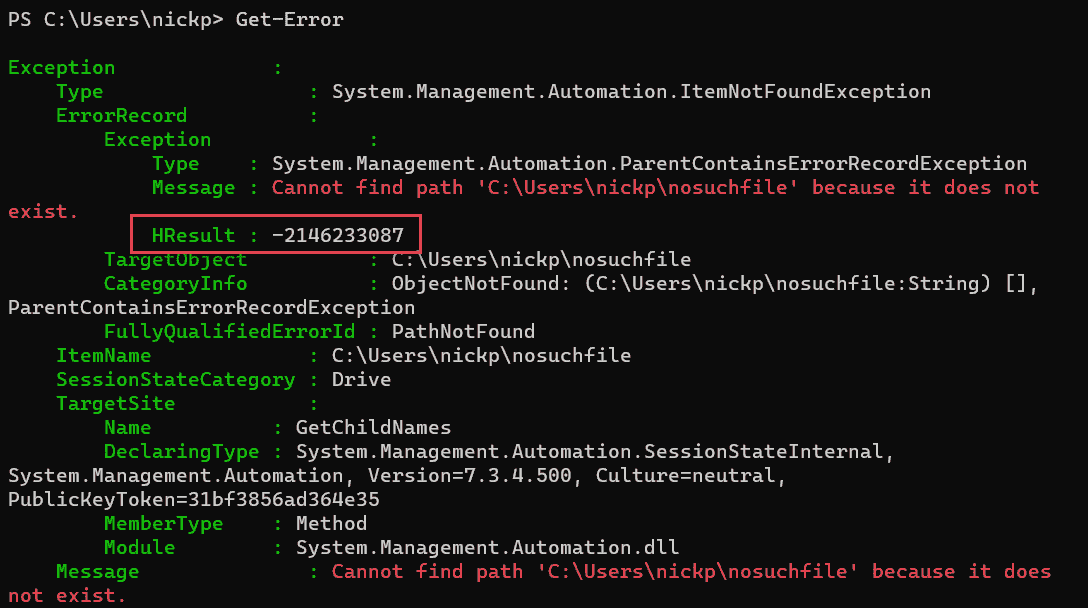 PS C:\Users\nickp> Get-Error
Exception             :
    Type                 : System.Management.Automation.ItemNotFoundException
    ErrorRecord          :
        Exception             :
            Type    : System.Management.Automation.ParentContainsErrorRecordException
            Message : Cannot find path 'C:\Users\nickp\nosuchfile' because it does not
exist.
            HResult : -2146233087
        TargetObject          : C:\Users\nickp\nosuchfile
        CategoryInfo          : ObjectNotFound: (C:\Users\nickp\nosuchfile:String) [],
ParentContainsErrorRecordException
        FullyQualifiedErrorId : PathNotFound
    ItemName             : C:\Users\nickp\nosuchfile
    SessionStateCategory : Drive
    TargetSite           :
        Name          : GetChildNames
        DeclaringType : System.Management.Automation.SessionStateInternal,
System.Management.Automation, Version=7.3.4.500, Culture=neutral,
PublicKeyToken=31bf3856ad364e35
        MemberType    : Method
        Module        : System.Management.Automation.dll
    Message              : Cannot find path 'C:\Users\nickp\nosuchfile' because it does
not exist.